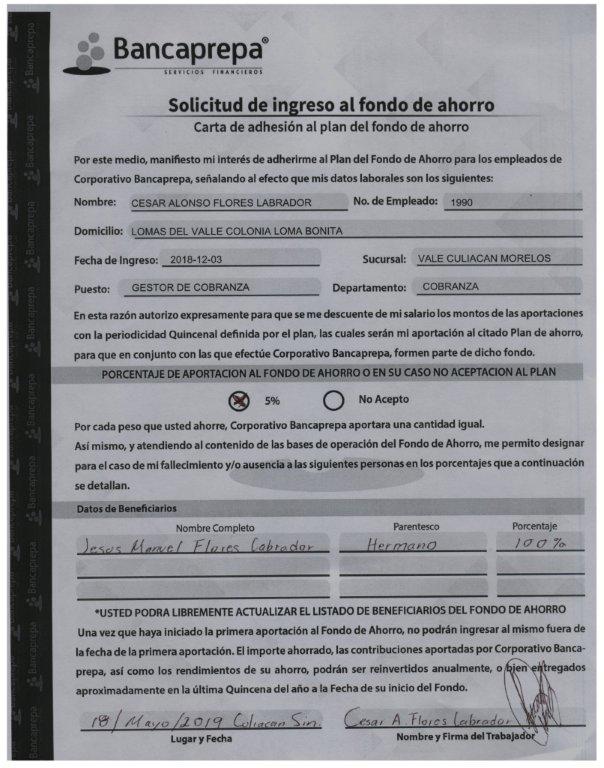 Bancaprepa®
SERVICIOS FINANCIEROS
Solicitud de ingreso al fondo de ahorro
Carta de adhesión al plan del fondo de ahorro
Por este medio, manifiesto mi interés de adherirme al Plan del Fondo de Ahorro para los empleados de
Corporativo Bancaprepa, señalando al efecto que mis datos laborales son los siguientes:
Nombre: CESAR ALONSO FLORES LABRADOR No. de Empleado: 1990
Domicilio: LOMAS DEL VALLE COLONIA LOMA BONITA
Fecha de Ingreso: 2018-12-03 Sucursal: VALE CULIACAN MORELOS
Puesto: GESTOR DE COBRANZA Departamento: COBRANZA
En esta razón autorizo expresamente para que se me descuente de mi salario los montos de las aportaciones
con la periodicidad Quincenal definida por el plan, las cuales serán mi aportación al citado Plan de ahorro,
para que en conjunto con las que efectúe Corporativo Bancaprepa, formen parte de dicho fondo.
PORCENTAJE DE APORTACION AL FONDO DE AHORRO O EN SU CASO NO ACEPTACION AL PLAN
5% No Acepto
Por cada peso que usted ahorre, Corporativo Bancaprepa aportara una cantidad igual.
Así mismo, y atendiendo al contenido de las bases de operación del Fondo de Ahorro, me permito designar
para el caso de mi fallecimiento y/o ausencia a las siguientes personas en los porcentajes que a continuación
se detallan.
Datos de Beneficiarios
Nombre Completo Parentesco Porcentaje
Jesus Manuel Flores Labrador Hermano 100%
*USTED PODRA LIBREMENTE ACTUALIZAR EL LISTADO DE BENEFICIARIOS DEL FONDO DE AHORRO
Una vez que haya iniciado la primera aportación al Fondo de Ahorro, no podrán ingresar al mismo fuera de
la fecha de la primera aportación. El importe ahorrado, las contribuciones aportadas por Corporativo Banca-
prepa, así como los rendimientos de su ahorro, podrán ser reinvertidos anualmente, o bien entregados
aproximadamente en la última Quincena del año a la Fecha de su inicio del Fondo.
18/Mayo/2019 Culiacan Sin. Cesar A. Flores Labrador
Lugar y Fecha Nombre y Firma del Trabajador